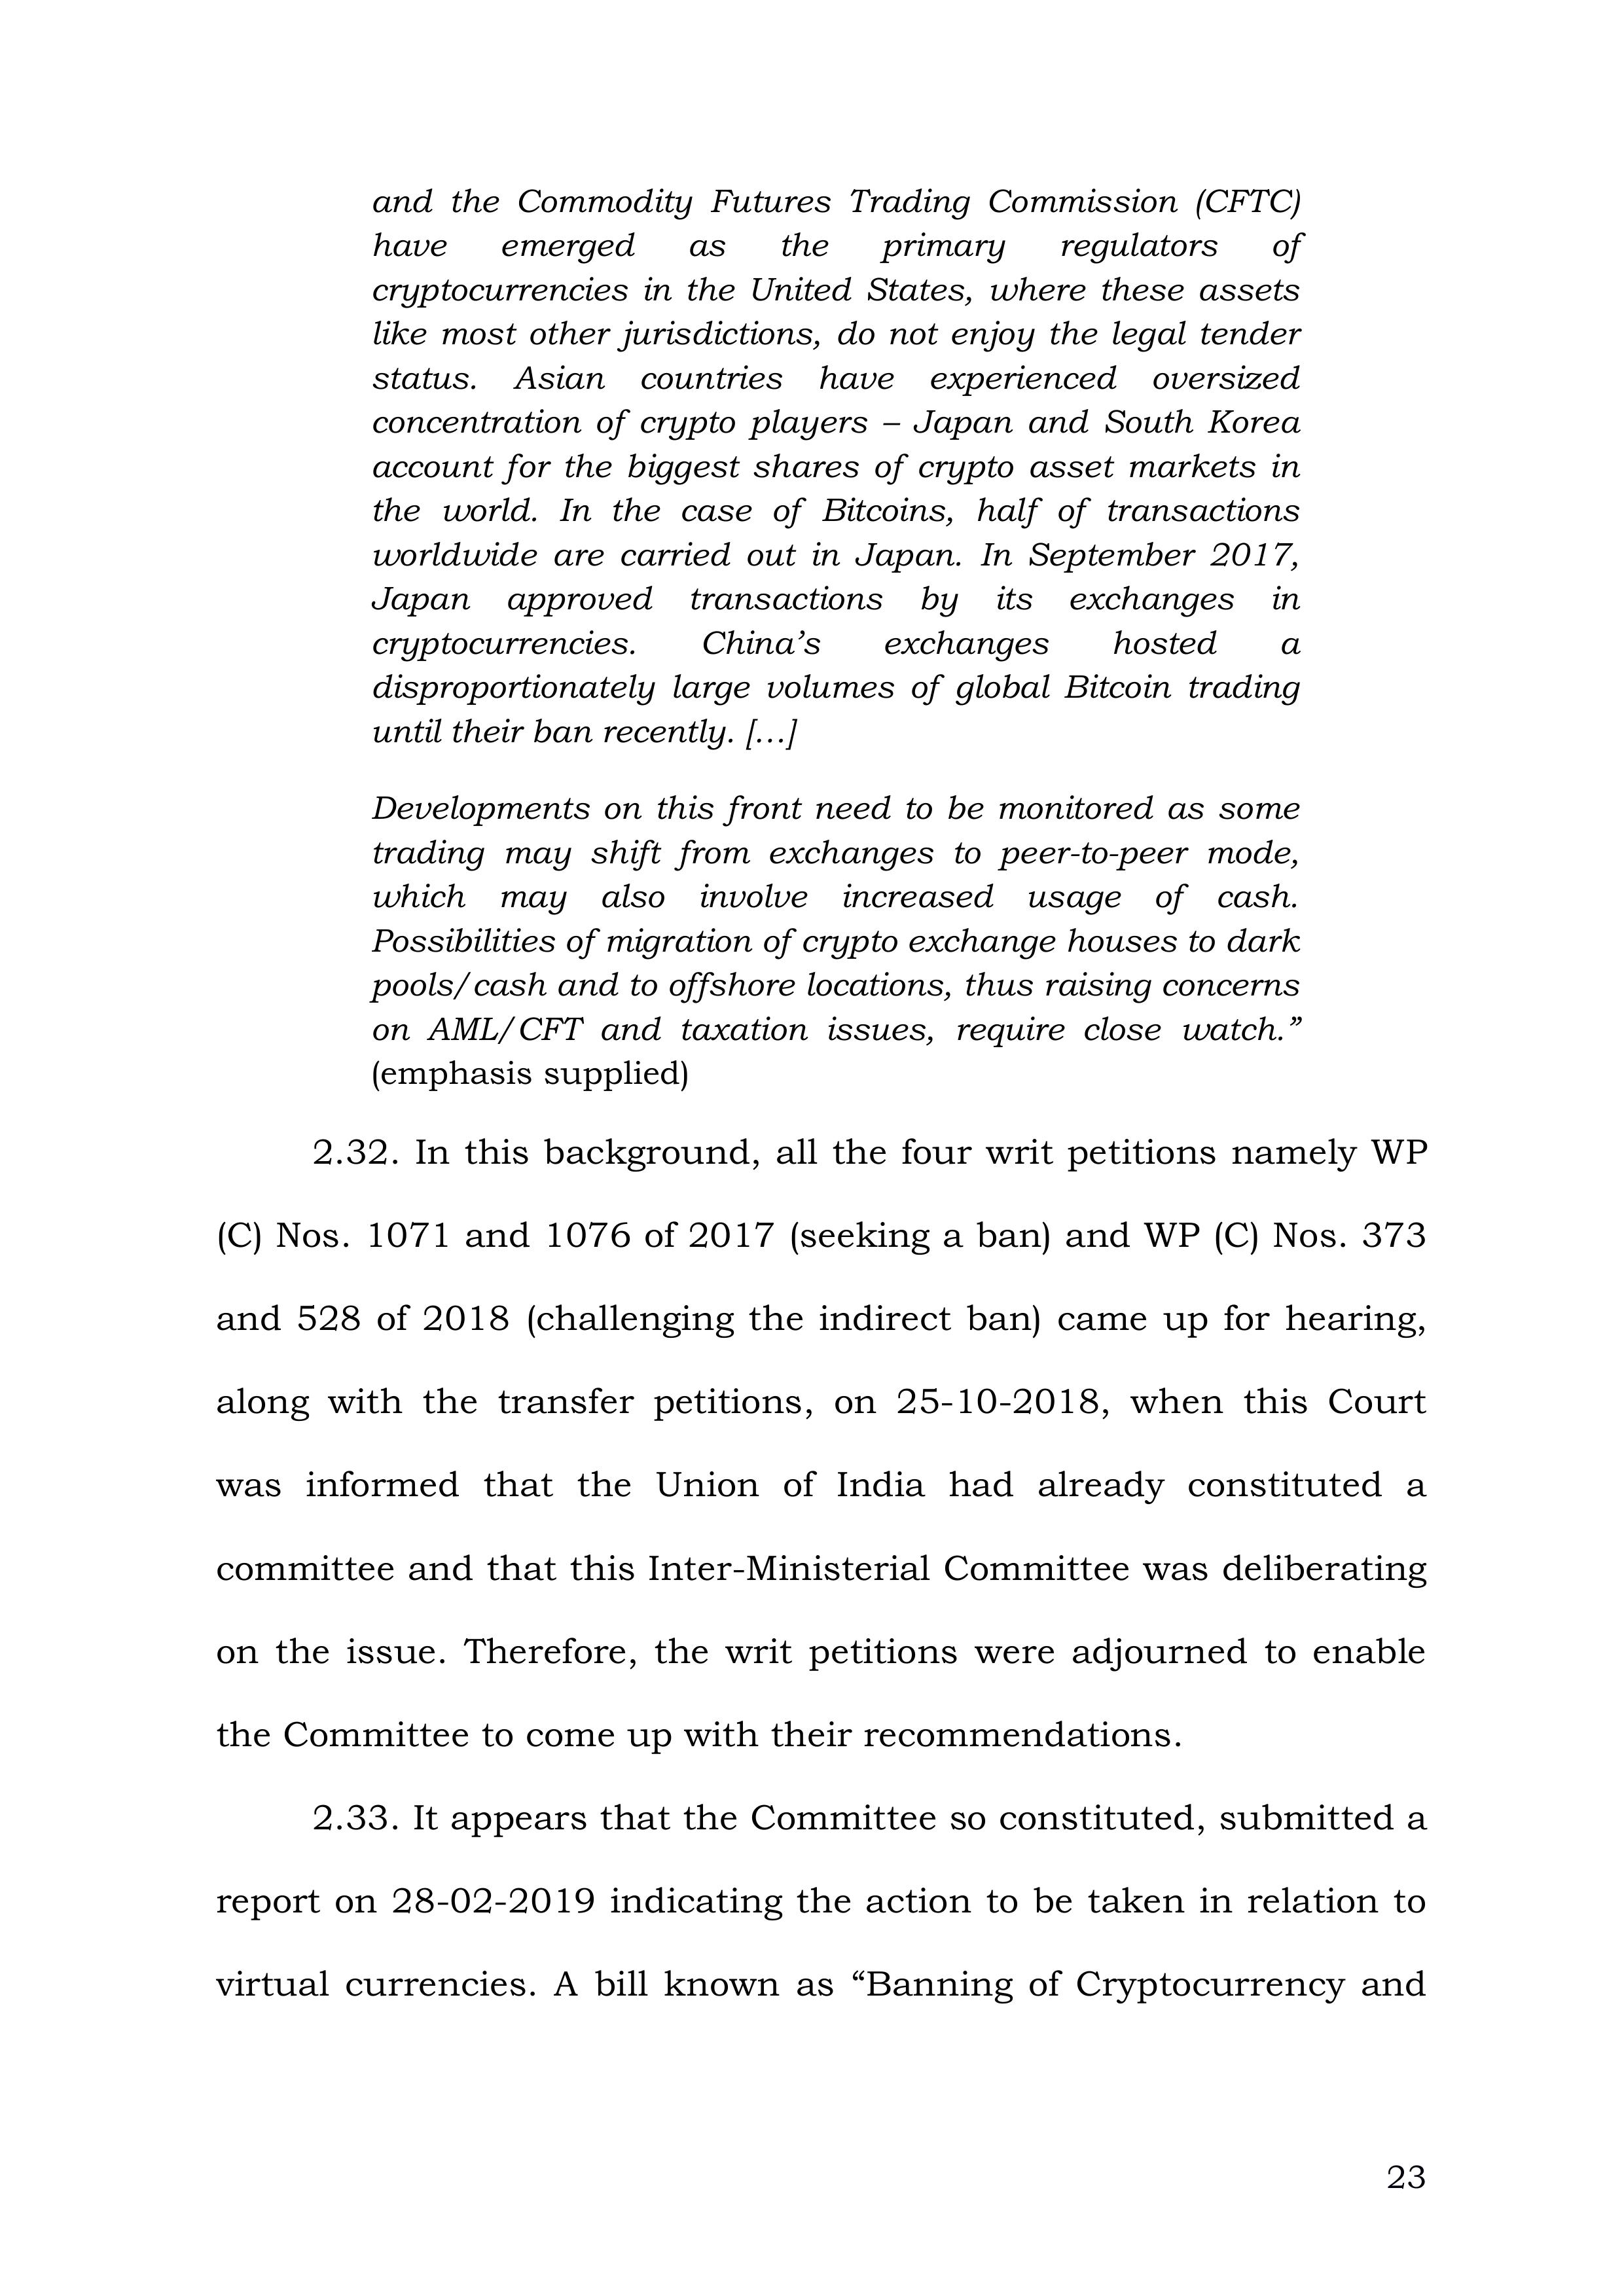 and the Commodity Futures Trading Commission (CFTC)
have emerged as the primary regulators of
cryptocurrencies in the United States, where these assets
like most other jurisdictions, do not enjoy the legal tender
status. Asian countries have experienced oversized
concentration of crypto players – Japan and South Korea
account for the biggest shares of crypto asset markets in
the world. In the case of Bitcoins, half of transactions
worldwide are carried out in Japan. In September 2017,
Japan approved transactions by its exchanges in
cryptocurrencies. China’s exchanges hosted a
disproportionately large volumes of global Bitcoin trading
until their ban recently. […]
Developments on this front need to be monitored as some
trading may shift from exchanges to peer-to-peer mode,
which may also involve increased usage of cash.
Possibilities of migration of crypto exchange houses to dark
pools/cash and to offshore locations, thus raising concerns
on AML/CFT and taxation issues, require close watch.”
(emphasis supplied)
2.32. In this background, all the four writ petitions namely WP
(C) Nos. 1071 and 1076 of 2017 (seeking a ban) and WP (C) Nos. 373
and 528 of 2018 (challenging the indirect ban) came up for hearing,
along with the transfer petitions, on 25-10-2018, when this Court
was informed that the Union of India had already constituted a
committee and that this Inter-Ministerial Committee was deliberating
on the issue. Therefore, the writ petitions were adjourned to enable
the Committee to come up with their recommendations.
2.33. It appears that the Committee so constituted, submitted a
report on 28-02-2019 indicating the action to be taken in relation to
virtual currencies. A bill known as “Banning of Cryptocurrency and
23